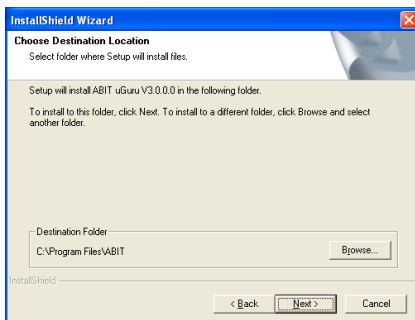 InstallShield Wizard
Choose Destination Location
Select folder where Setup will install files.
Setup will install ABIT uGuru V3.0.0.0 in the following folder.
To install to this folder, click Next. To install to a different folder, click Browse and select
another folder.
Destination Folder
C:\Program Files\ABIT
Browse...
InstallShield
< Back
Next >
Cancel